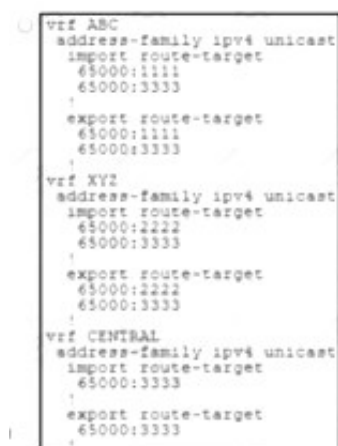 vrf ABC
address-family ipv4 unicast
import route-target
65000:1111
65000:3333
!
export route-target
65000:1111
65000:3333
!
vrf XYZ
address-family ipv4 unicast
import route-target
65000:2222
65000:3333
!
export route-target
65000:2222
65000:3333
!
vrf CENTRAL
address-family ipv4 unicast
import route-target
65000:3333
!
export route-target
65000:3333
!